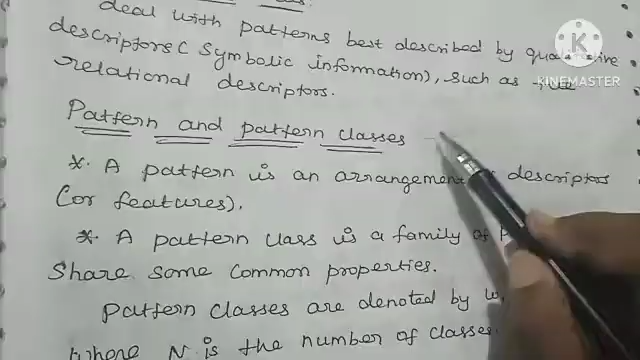 deal with patterns best described by
descriptors ( Symbolic information), such as
relational descriptors.
KINEMASTER
Pattern and pattern classes
*. A pattern is an arrangement descriptors
(or features).
*. A pattern class is a family of
Share some Common properties.
Pattern classes are denoted by
Where N is the number of classes.